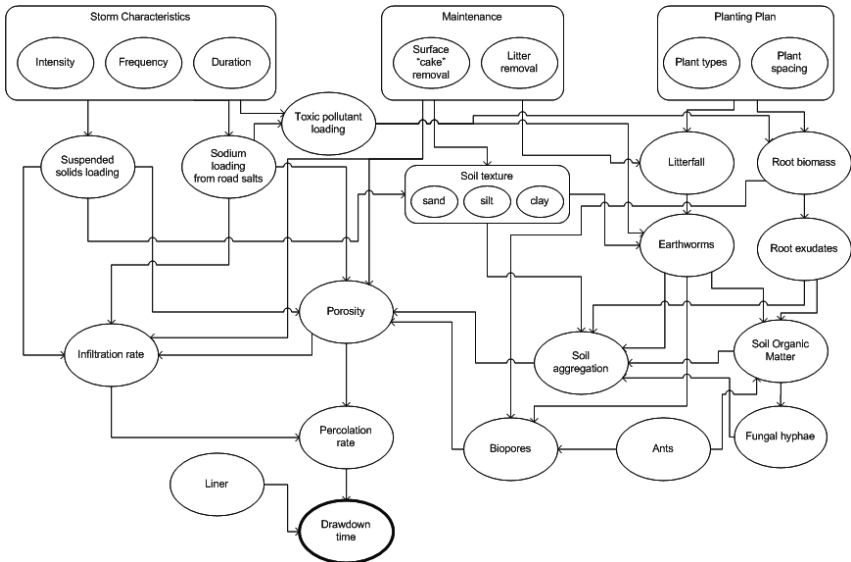 Storm Characteristics
Intensity
Frequency
Duration
Maintenance
Surface
"cake"
removal
Litter
removal
Planting Plan
Plant types
Plant
spacing
Toxic pollutant
loading
Suspended
solids loading
Sodium
loading
from road salts
Soil texture
sand
silt
clay
Litterfall
Root biomass
Earthworms
Root exudates
Porosity
Infiltration rate
Soil
aggregation
Soil Organic
Matter
Percolation
rate
Biopores
Ants
Fungal hyphae
Liner
Drawdown
time